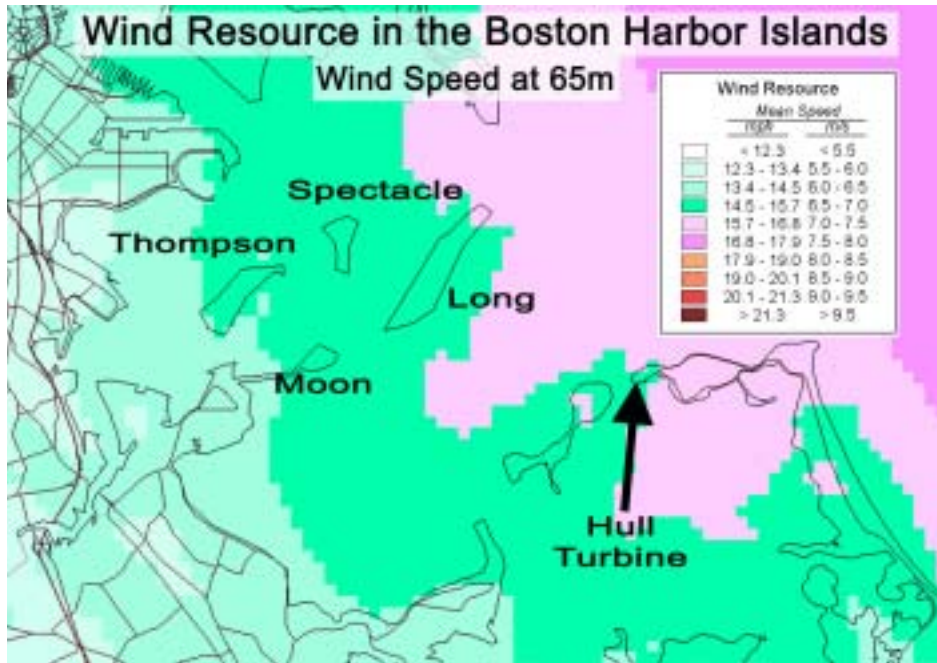 Wind Resource in the Boston Harbor Islands
Wind Speed at 65m
Wind Resource
Mean Speed
mph m/s
< 12.3 < 5.5
12.3 - 13.4 5.5 - 6.0
13.4 - 14.5 6.0 - 6.5
14.5 - 15.7 6.5 - 7.0
15.7 - 16.8 7.0 - 7.5
16.8 - 17.9 7.5 - 8.0
17.9 - 19.0 8.0 - 8.5
19.0 - 20.1 8.5 - 9.0
20.1 - 21.3 9.0 - 9.5
> 21.3 > 9.5
Spectacle
Thompson
Long
Moon
Hull
Turbine